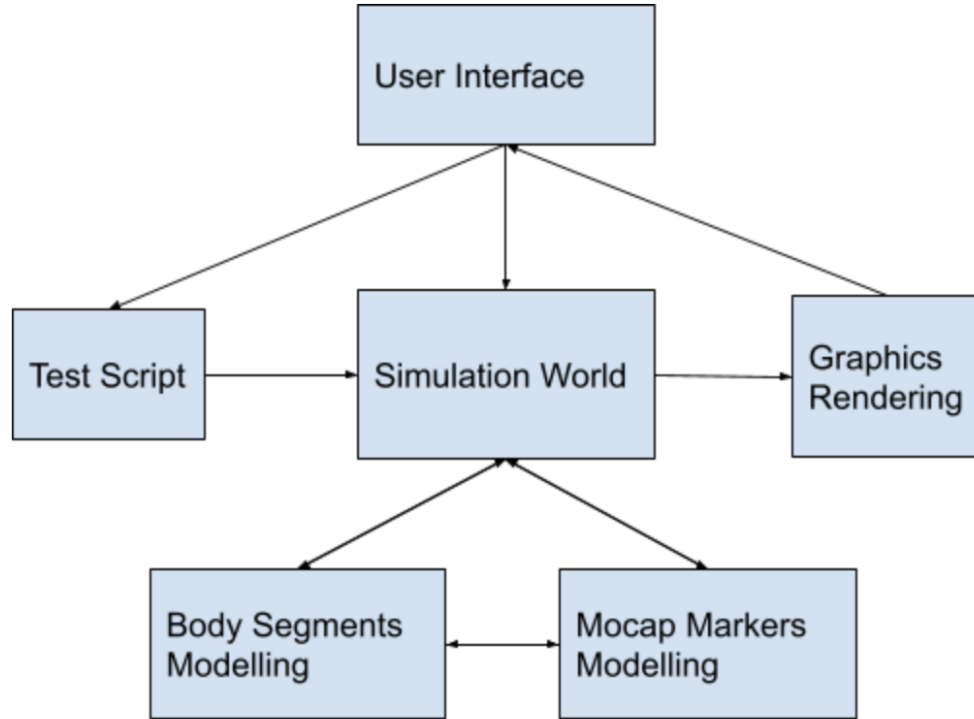 User Interface
Test Script
Simulation World
Graphics
Rendering
Body Segments
Modelling
Mocap Markers
Modelling